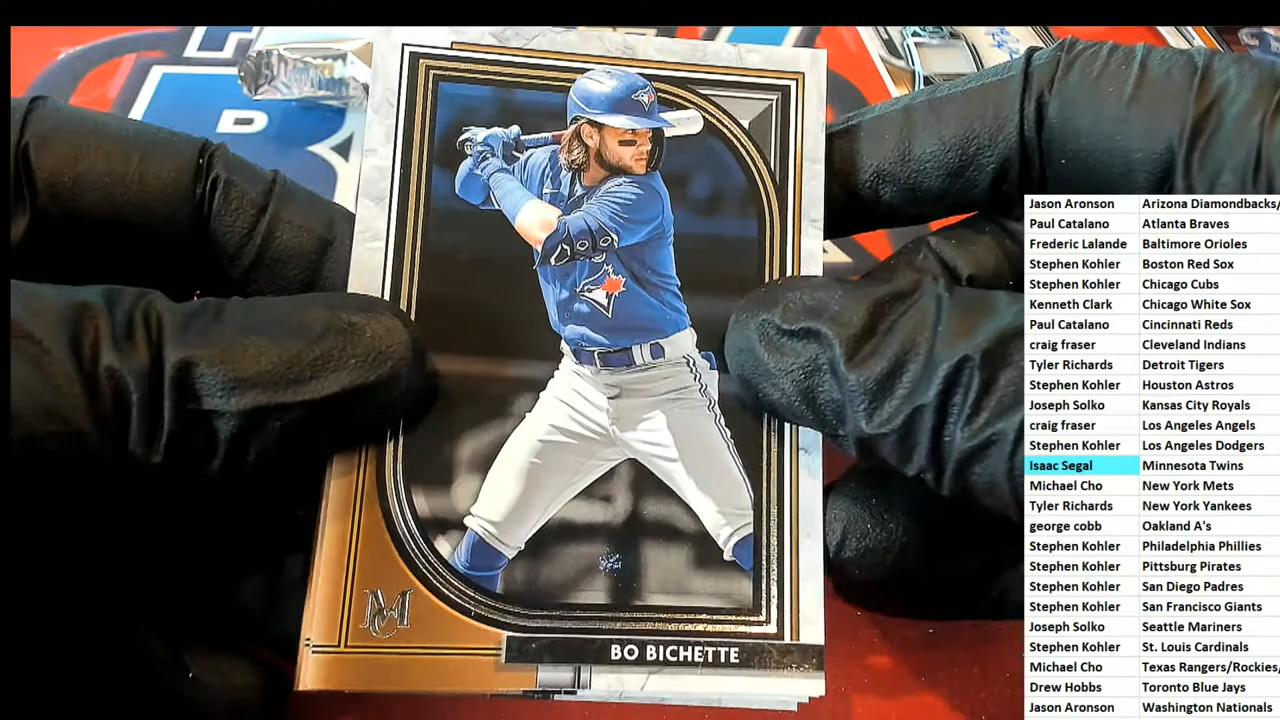 BO BICHETTE
Jason Aronson Arizona Diamondbacks/
Paul Catalano Atlanta Braves
Frederic Lalande Baltimore Orioles
Stephen Kohler Boston Red Sox
Stephen Kohler Chicago Cubs
Kenneth Clark Chicago White Sox
Paul Catalano Cincinnati Reds
craig fraser Cleveland Indians
Tyler Richards Detroit Tigers
Stephen Kohler Houston Astros
Joseph Solko Kansas City Royals
craig fraser Los Angeles Angels
Stephen Kohler Los Angeles Dodgers
Isaac Segal Minnesota Twins
Michael Cho New York Mets
Tyler Richards New York Yankees
george cobb Oakland A's
Stephen Kohler Philadelphia Phillies
Stephen Kohler Pittsburg Pirates
Stephen Kohler San Diego Padres
Stephen Kohler San Francisco Giants
Joseph Solko Seattle Mariners
Stephen Kohler St. Louis Cardinals
Michael Cho Texas Rangers/Rockies/
Drew Hobbs Toronto Blue Jays
Jason Aronson Washington Nationals